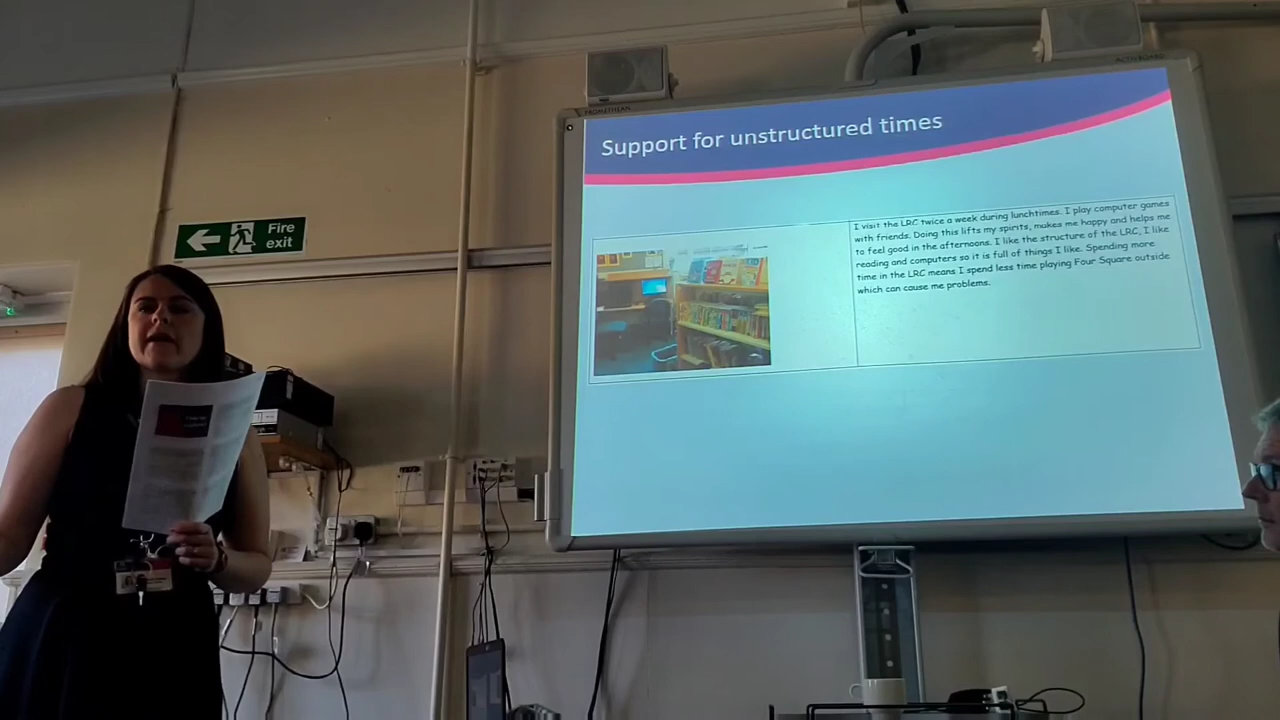 PROMETHEAN
ACTIVBOARD
Support for unstructured times
Fire
exit
I visit the LRC twice a week during lunchtimes. I play computer games
with friends. Doing this lifts my spirits, makes me happy and helps me
to feel good in the afternoons. I like the structure of the LRC, I like
reading and computers so it is full of things I like. Spending more
time in the LRC means I spend less time playing Four Square outside
which can cause me problems.